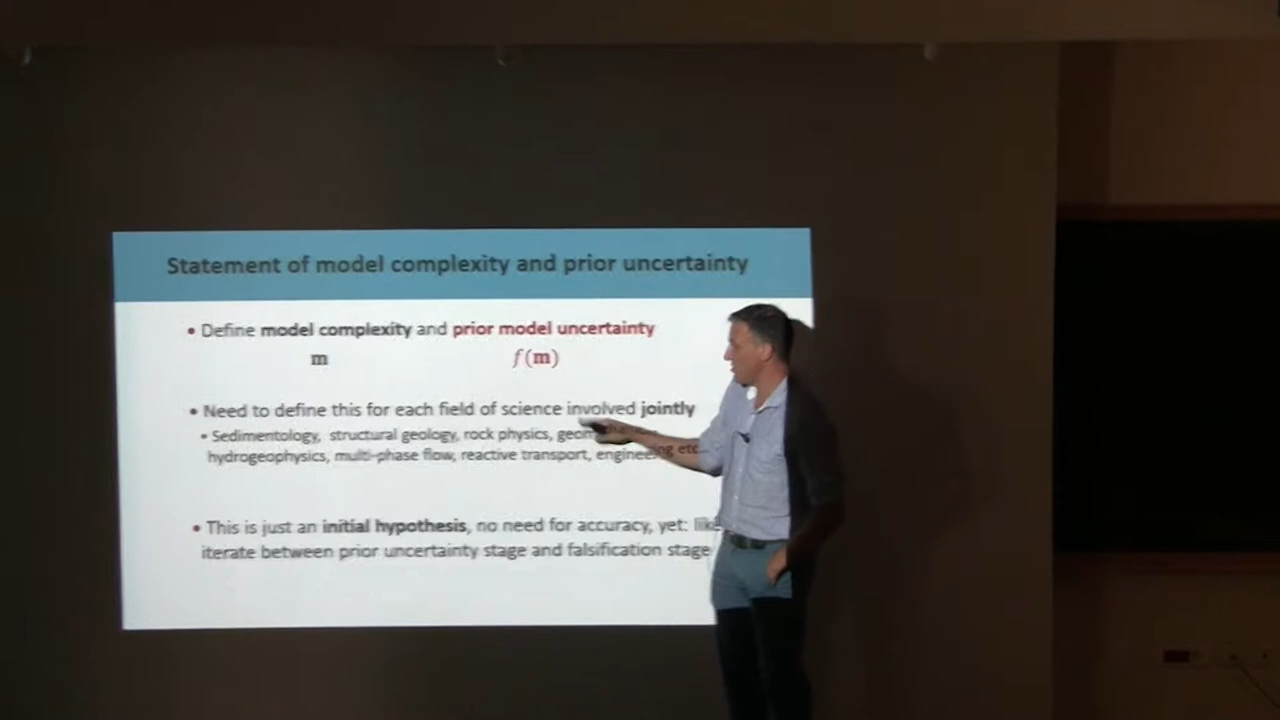 Statement of model complexity and prior uncertainty
• Define model complexity and prior model uncertainty
m f(m)
• Need to define this for each field of science involved jointly
• Sedimentology, structural geology, rock physics,
hydrogeophysics, multi-phase flow, reactive transport, engineering etc
• This is just an initial hypothesis, no need for accuracy, yet:
iterate between prior uncertainty stage and falsification stage